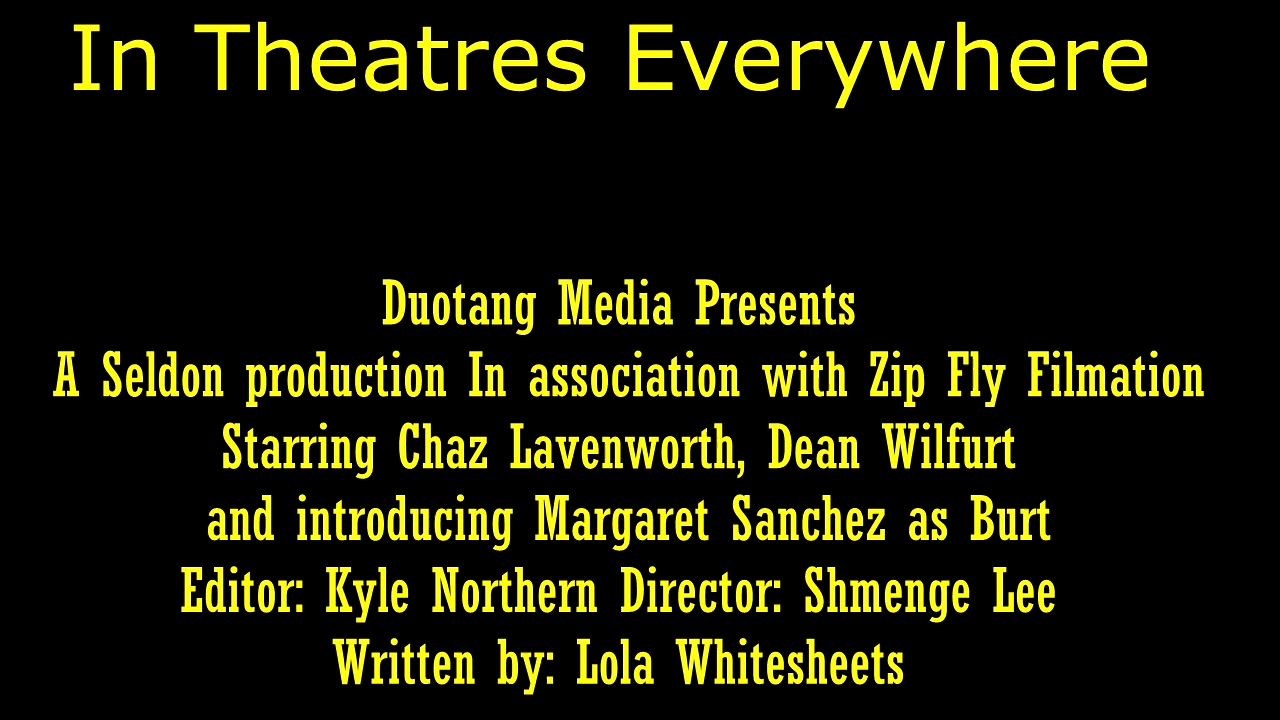 In Theatres Everywhere
Duotang Media Presents
A Seldon production In association with Zip Fly Filmation
Starring Chaz Lavenworth, Dean Wilfurt
and introducing Margaret Sanchez as Burt
Editor: Kyle Northern Director: Shmenge Lee
Written by: Lola Whitesheets